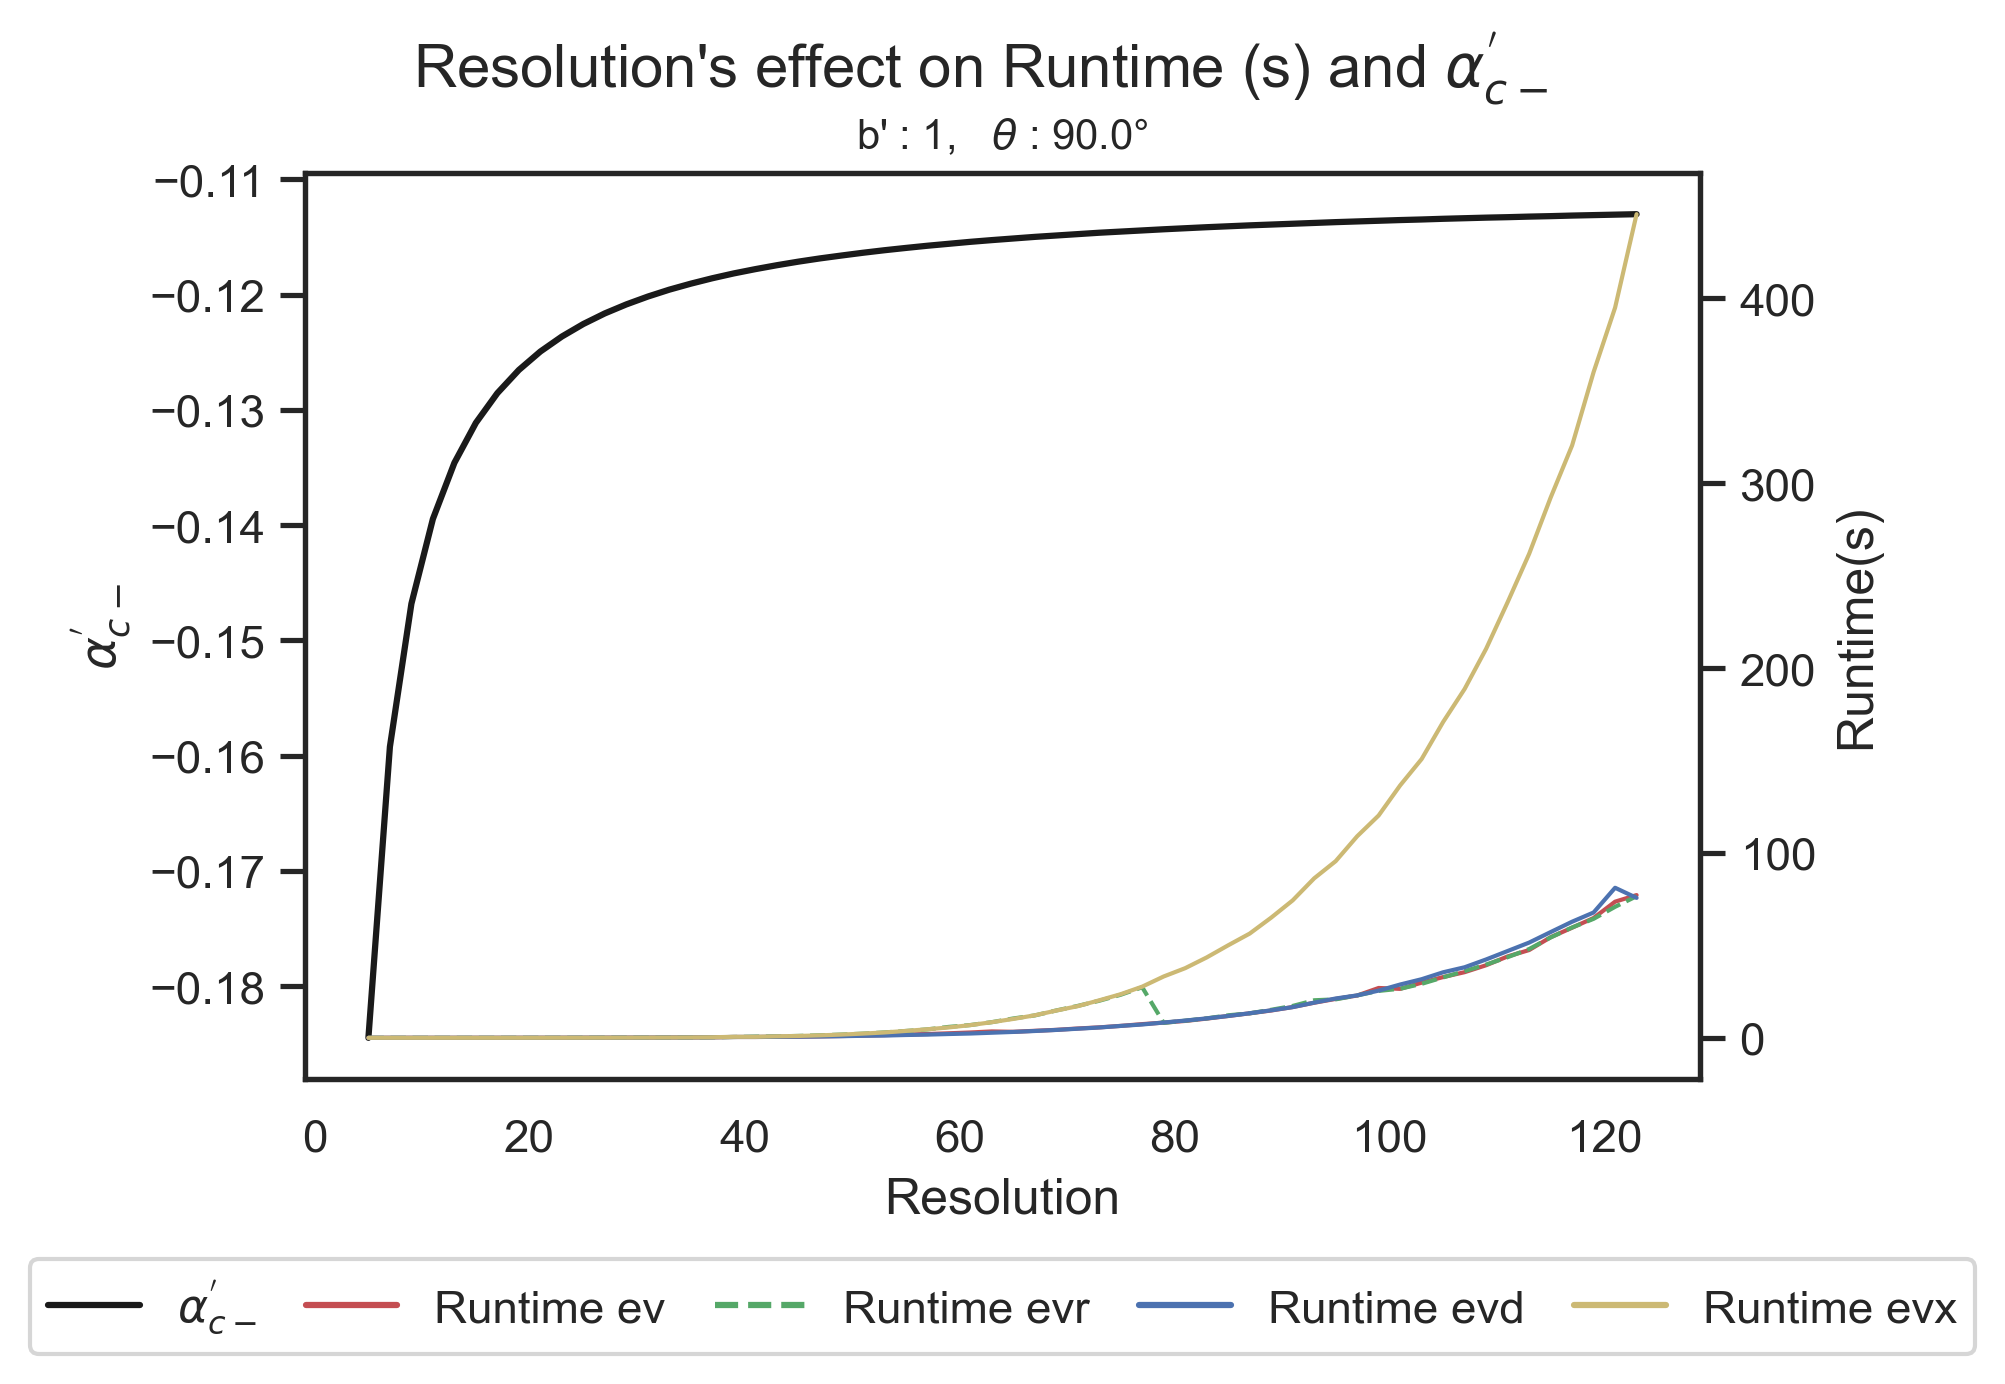 Resolution's effect on Runtime (s) and α′c−
b' : 1, θ : 90.0°
−0.11
−0.12
−0.13
−0.14
−0.15
−0.16
−0.17
−0.18
α′c−
400
300
200
100
0
Runtime(s)
0 20 40 60 80 100 120
Resolution
α′c− Runtime ev Runtime evr Runtime evd Runtime evx